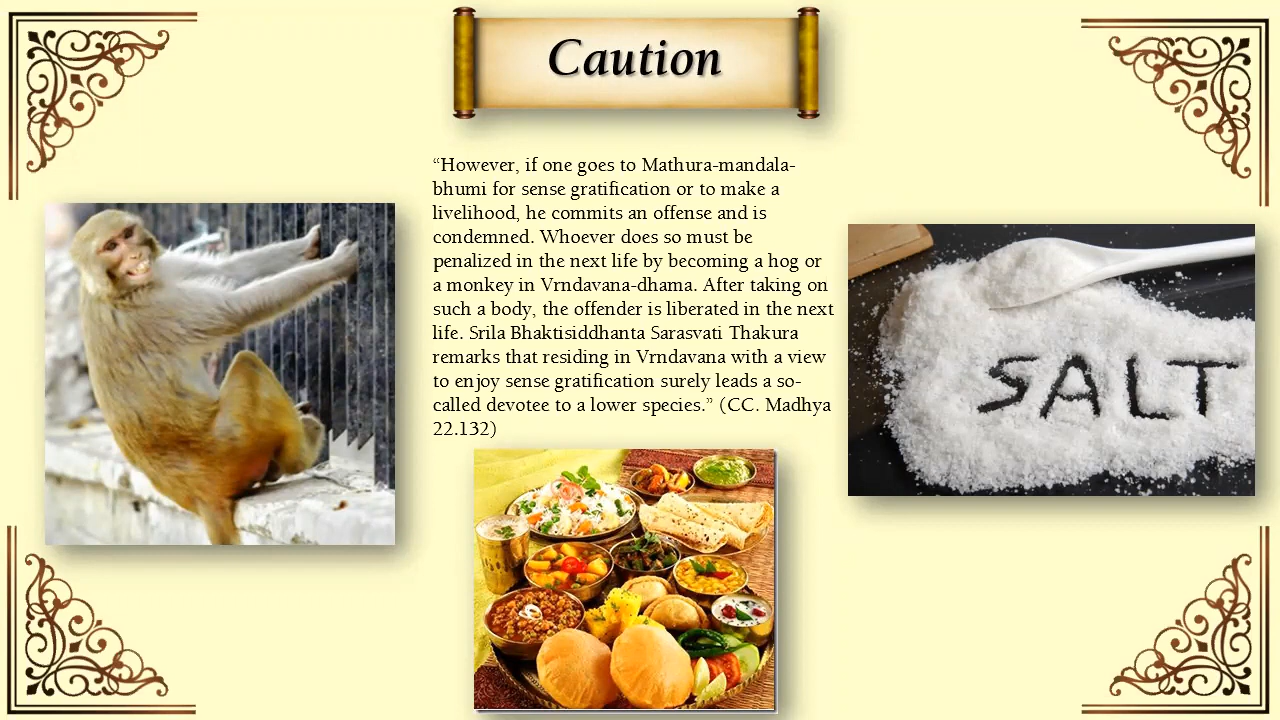 Caution
“However, if one goes to Mathura-mandala-
bhumi for sense gratification or to make a
livelihood, he commits an offense and is
condemned. Whoever does so must be
penalized in the next life by becoming a hog or
a monkey in Vrndavana-dhama. After taking on
such a body, the offender is liberated in the next
life. Srila Bhaktisiddhanta Sarasvati Thakura
remarks that residing in Vrndavana with a view
to enjoy sense gratification surely leads a so-
called devotee to a lower species.” (CC. Madhya
22.132)
SALT